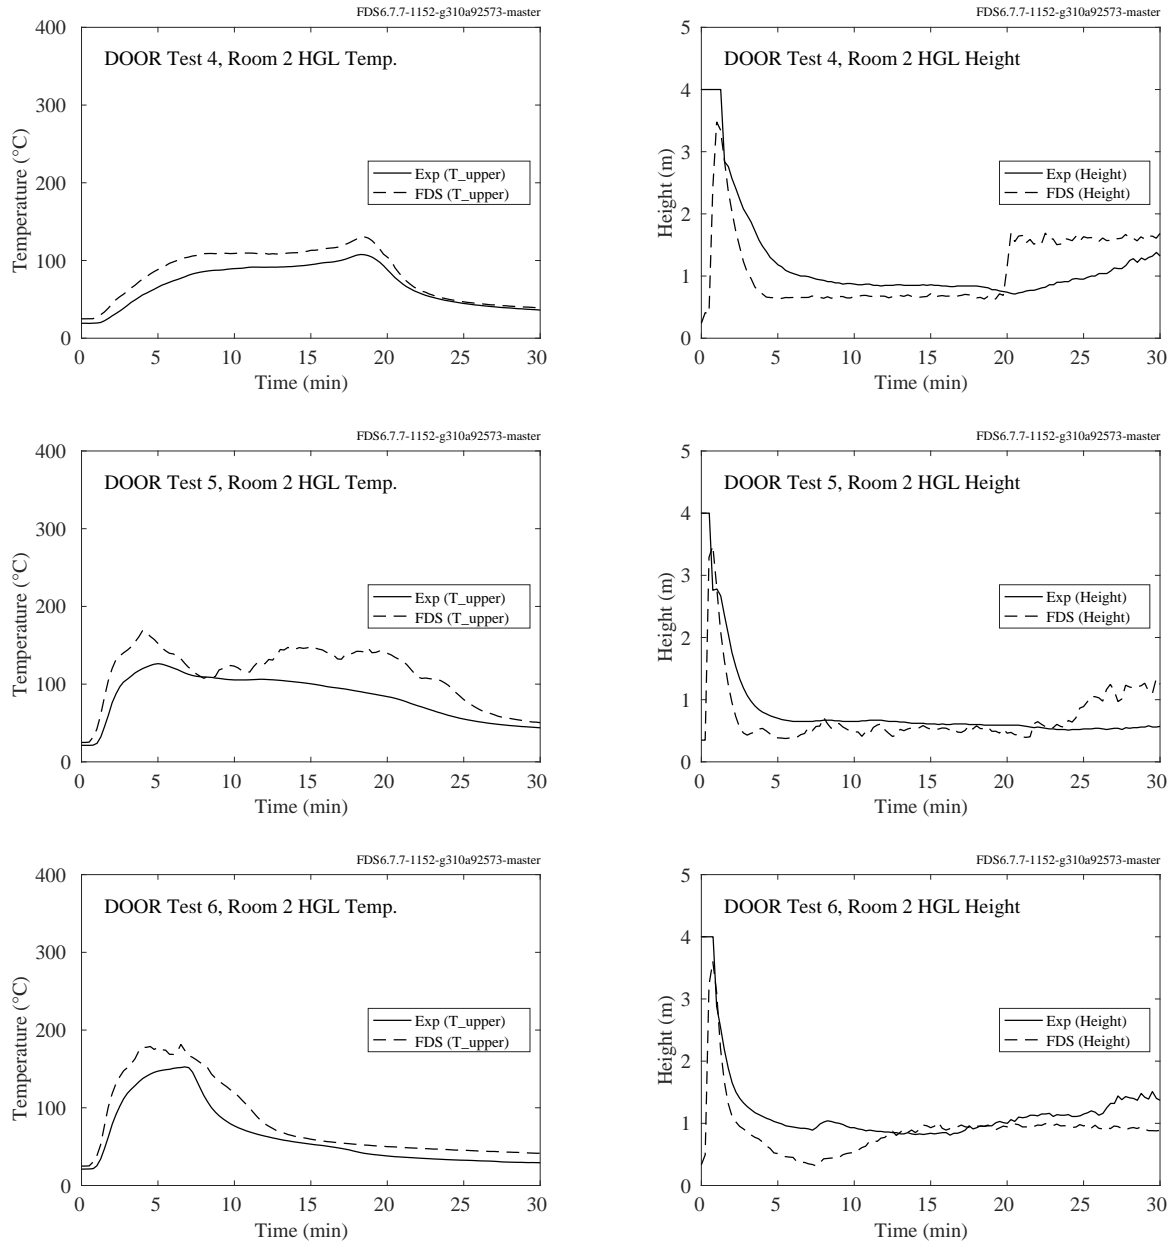 FDS6.7.7-1152-g310a92573-master
DOOR Test 4, Room 2 HGL Temp.
400
300
200
100
0
Temperature (°C)
Exp (T_upper)
FDS (T_upper)
0 5 10 15 20 25 30
Time (min)
FDS6.7.7-1152-g310a92573-master
DOOR Test 4, Room 2 HGL Height
5
4
3
2
1
0
Height (m)
Exp (Height)
FDS (Height)
0 5 10 15 20 25 30
Time (min)
FDS6.7.7-1152-g310a92573-master
DOOR Test 5, Room 2 HGL Temp.
400
300
200
100
0
Temperature (°C)
Exp (T_upper)
FDS (T_upper)
0 5 10 15 20 25 30
Time (min)
FDS6.7.7-1152-g310a92573-master
DOOR Test 5, Room 2 HGL Height
5
4
3
2
1
0
Height (m)
Exp (Height)
FDS (Height)
0 5 10 15 20 25 30
Time (min)
FDS6.7.7-1152-g310a92573-master
DOOR Test 6, Room 2 HGL Temp.
400
300
200
100
0
Temperature (°C)
Exp (T_upper)
FDS (T_upper)
0 5 10 15 20 25 30
Time (min)
FDS6.7.7-1152-g310a92573-master
DOOR Test 6, Room 2 HGL Height
5
4
3
2
1
0
Height (m)
Exp (Height)
FDS (Height)
0 5 10 15 20 25 30
Time (min)